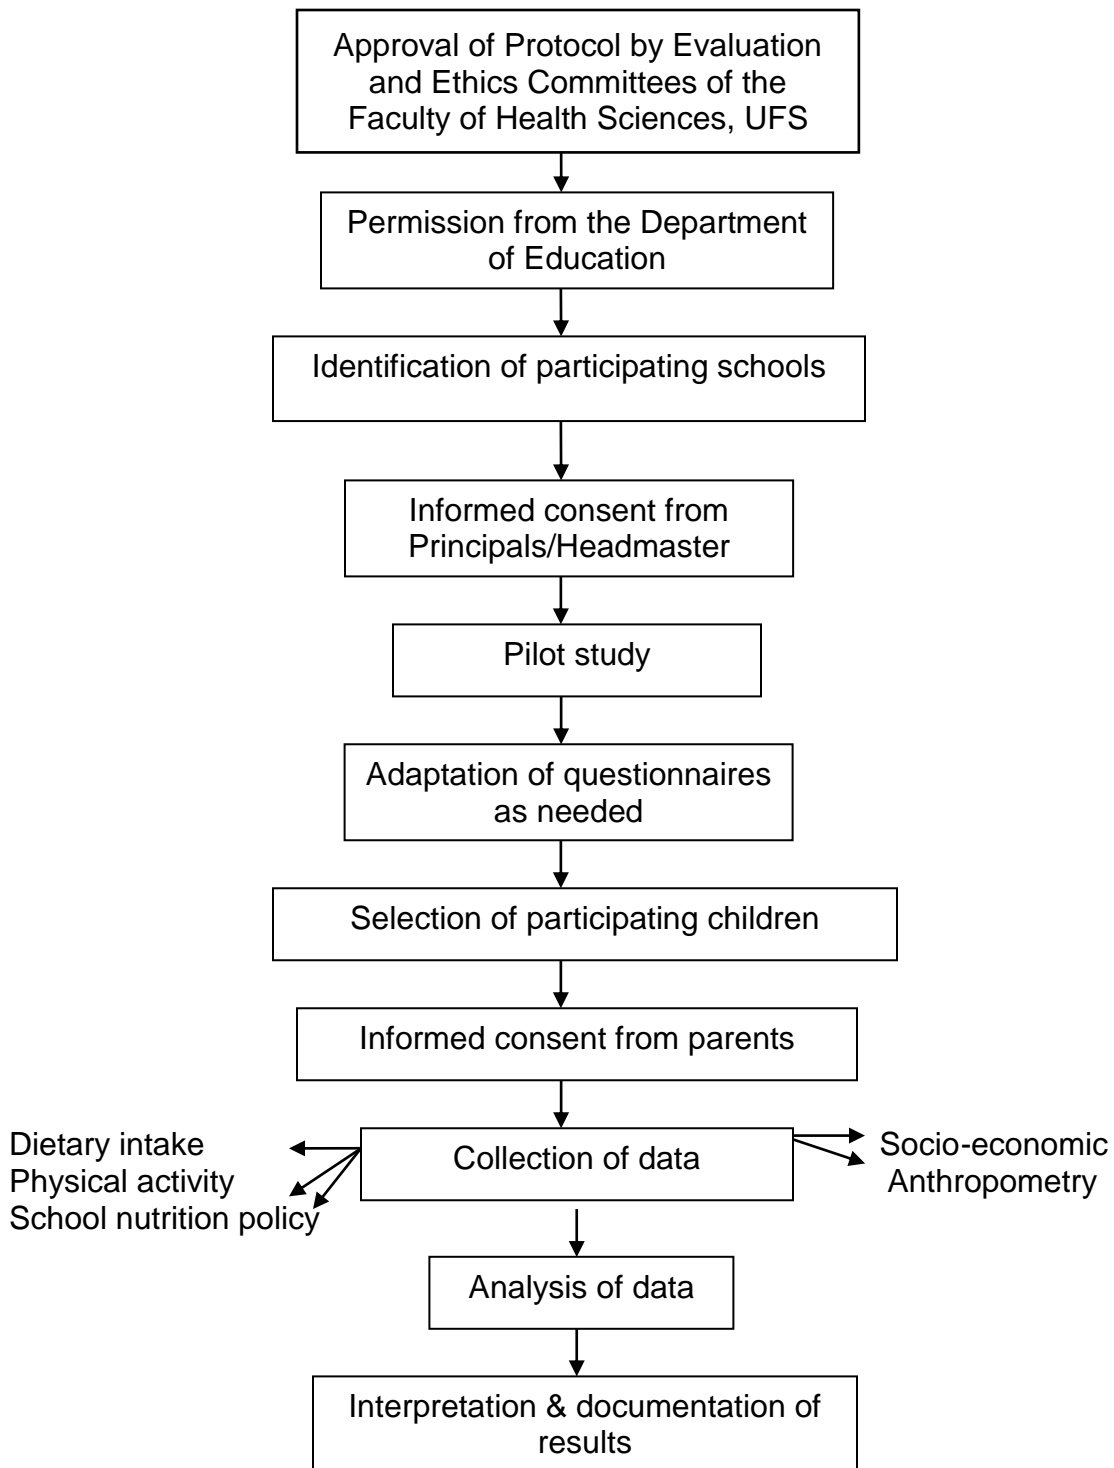 Approval of Protocol by Evaluation
and Ethics Committees of the
Faculty of Health Sciences, UFS
Permission from the Department
of Education
Identification of participating schools
Informed consent from
Principals/Headmaster
Pilot study
Adaptation of questionnaires
as needed
Selection of participating children
Informed consent from parents
Dietary intake
Physical activity
School nutrition policy
Collection of data
Socio-economic
Anthropometry
Analysis of data
Interpretation & documentation of
results